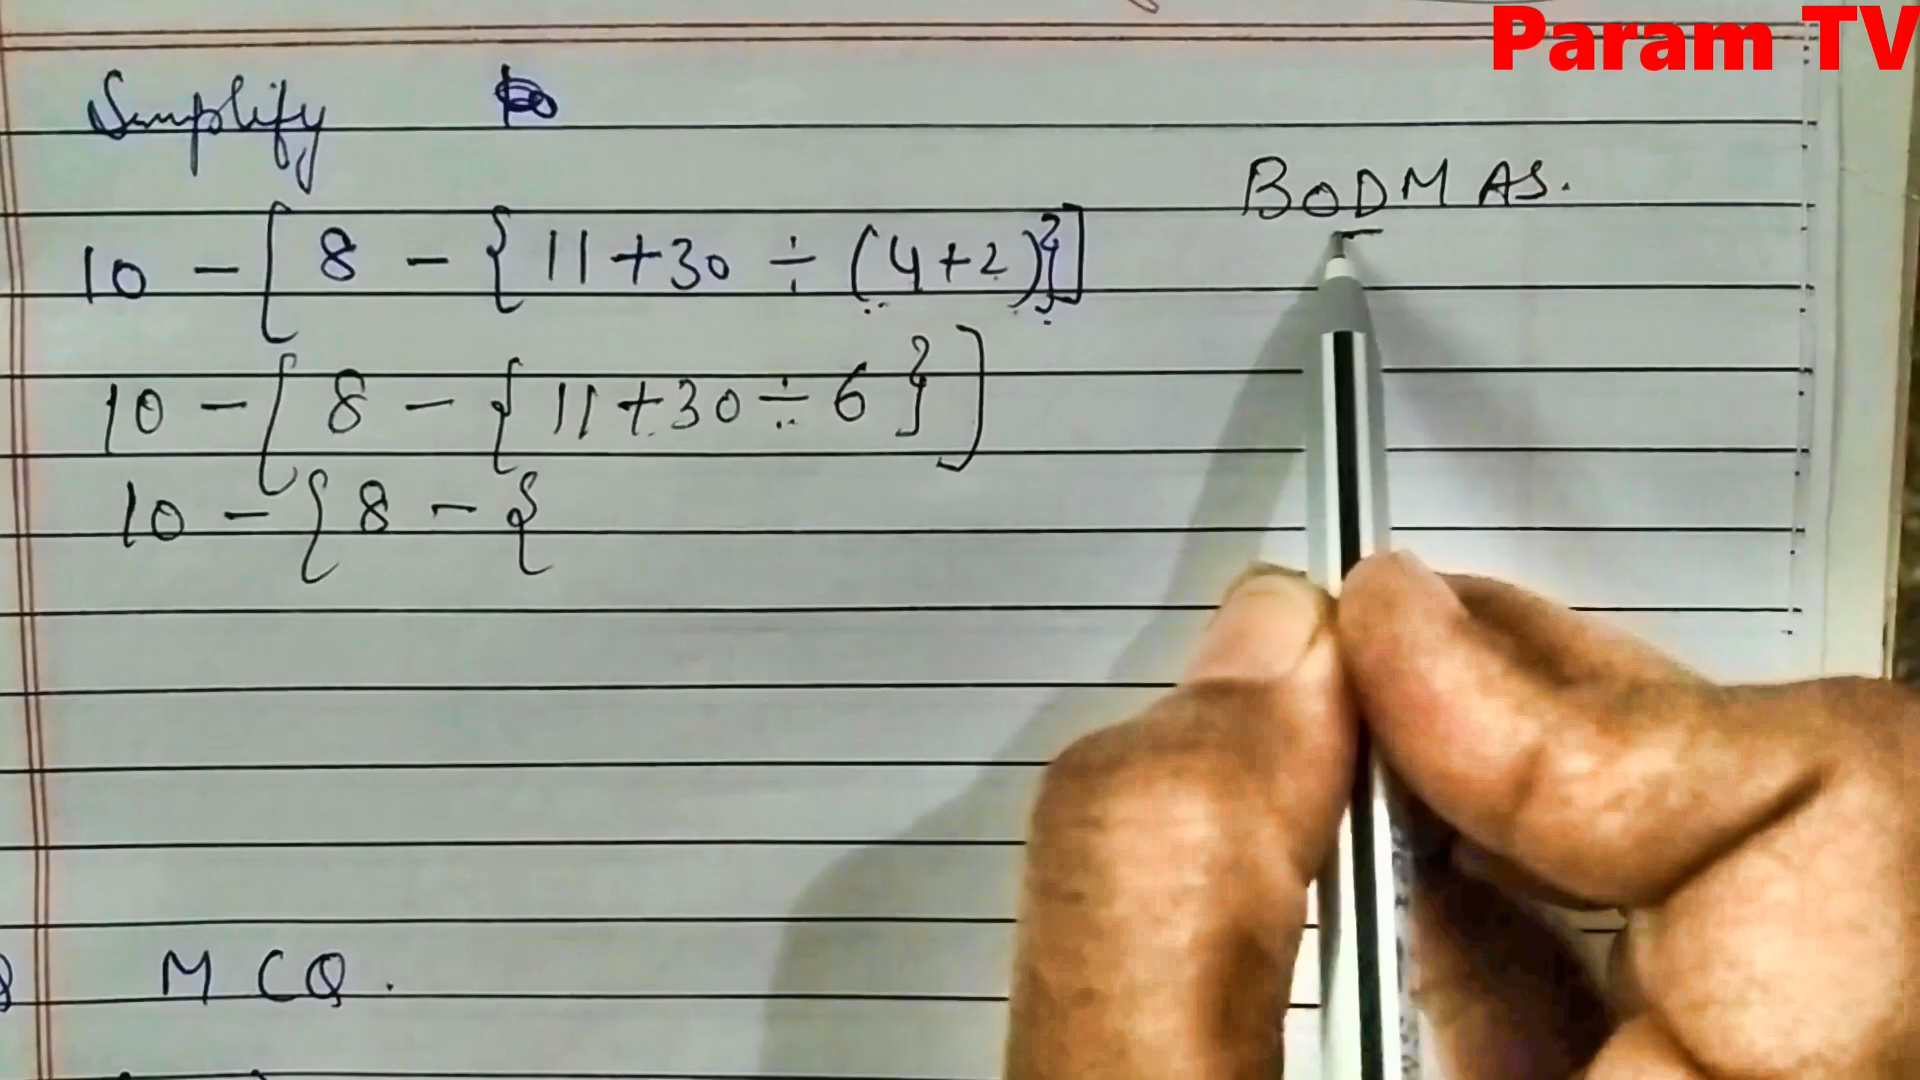 Param TV
Simplify
BODMAS.
10 - [ 8 - { 11 + 30 ÷ (4+2)}]
10 - [ 8 - { 11 + 30 ÷ 6 } ]
10 - { 8 - {
MCQ.